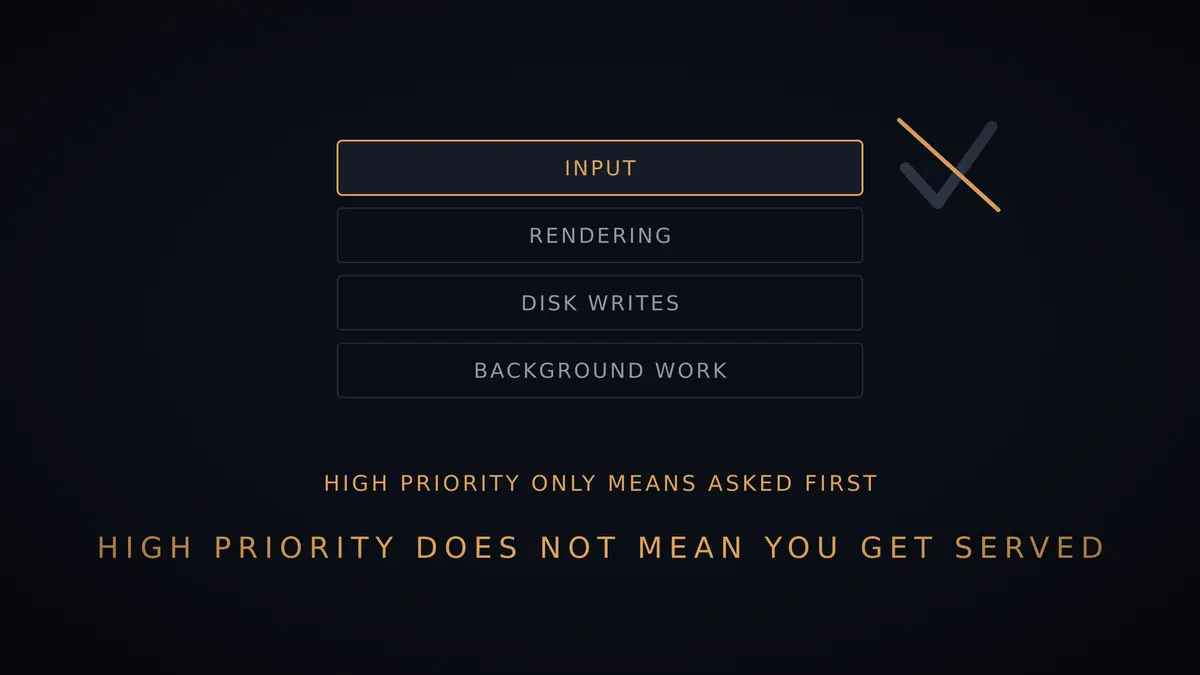 INPUT
RENDERING
DISK WRITES
BACKGROUND WORK
HIGH PRIORITY ONLY MEANS ASKED FIRST
HIGH PRIORITY DOES NOT MEAN YOU GET SERVED